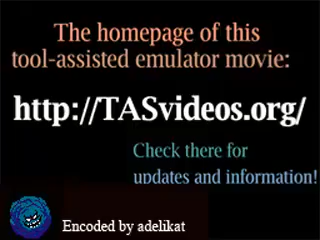 The homepage of this
tool-assisted emulator movie:
http://TASvideos.org/
Check there for
updates and information!
Encoded by adelikat